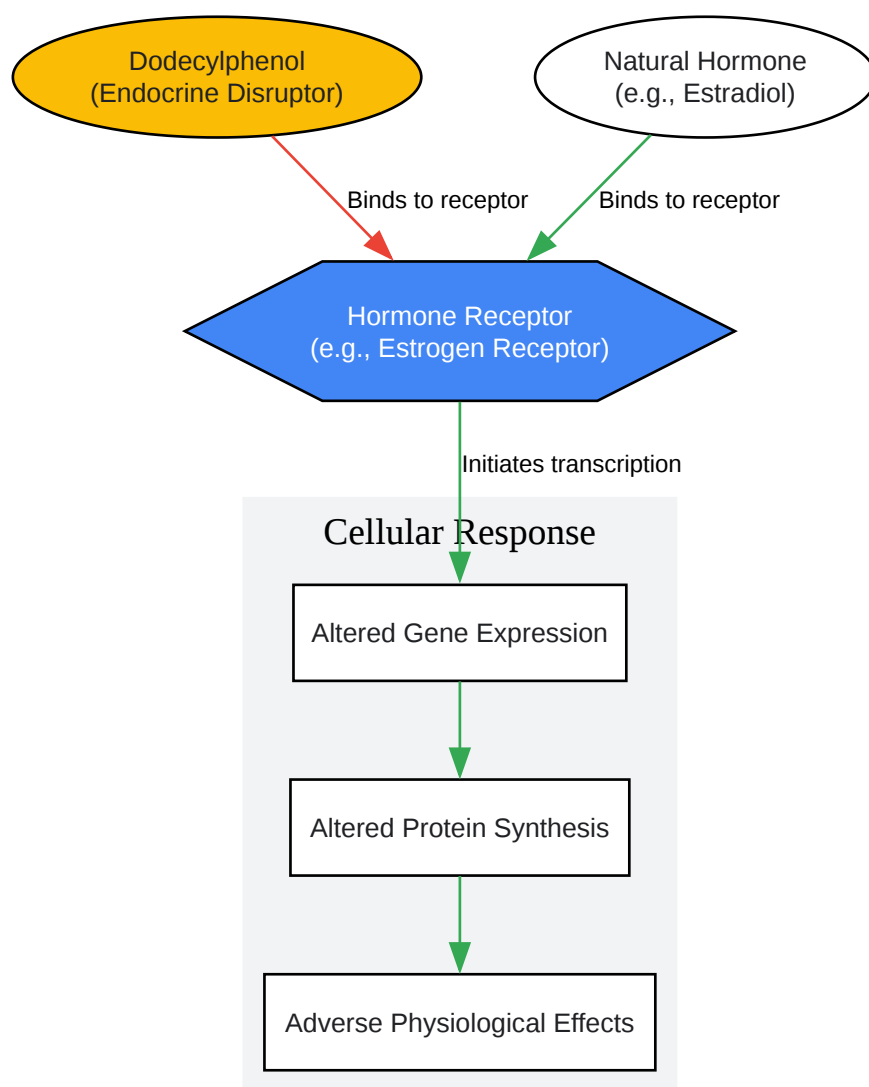 Dodecylphenol
(Endocrine Disruptor)
Natural Hormone
(e.g., Estradiol)
Binds to receptor
Binds to receptor
Hormone Receptor
(e.g., Estrogen Receptor)
Initiates transcription
Cellular Response
Altered Gene Expression
Altered Protein Synthesis
Adverse Physiological Effects